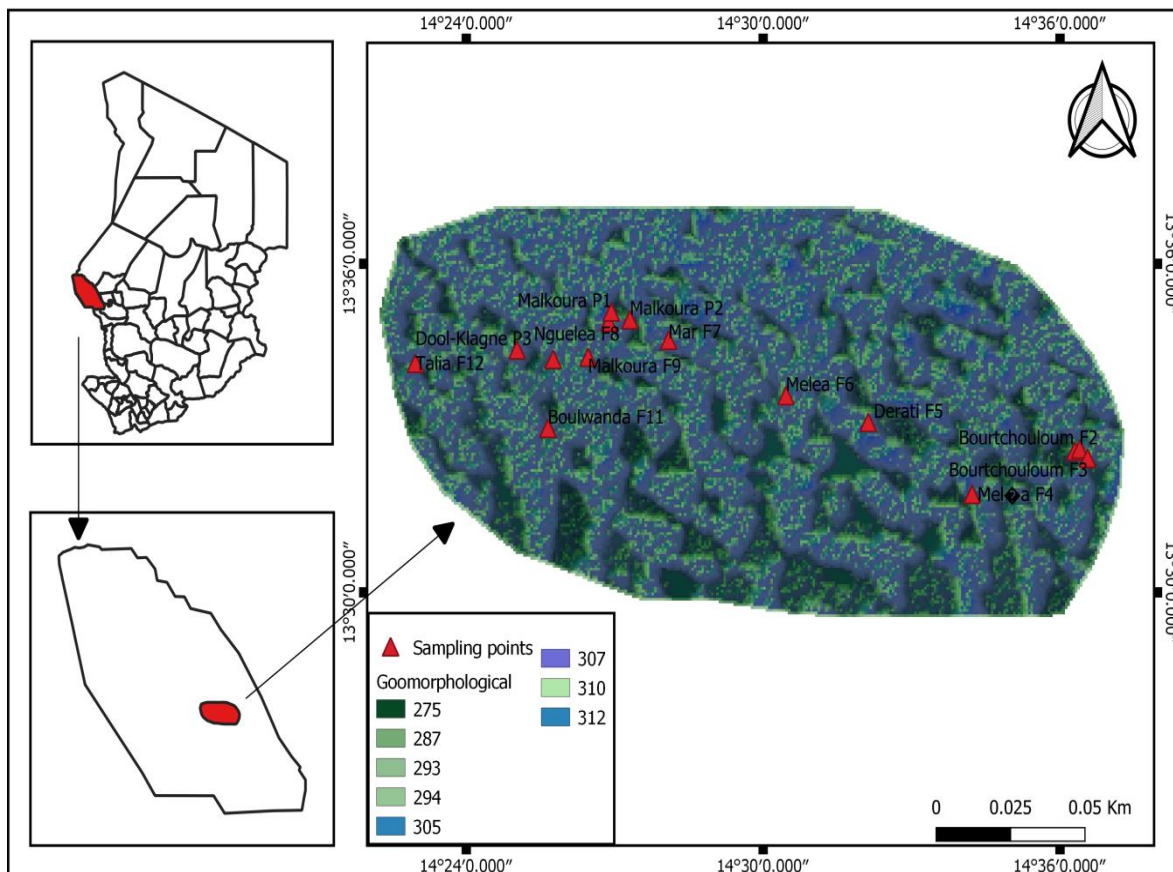 14°24′0.000″ 14°30′0.000″ 14°36′0.000″
13°36′0.000″
Malkoura P1
Malkoura P2
Dool-Klagne P3
Nguelea F8
Mar F7
Talia F12
Malkoura F9
Melea F6
Boulwanda F11
Derati F5
Bourtchouloum F2
Bourtchouloum F3
Mel�a F4
13°30′0.000″
Sampling points
Goomorphological
275
287
293
294
305
307
310
312
0 0.025 0.05 Km
14°24′0.000″ 14°30′0.000″ 14°36′0.000″